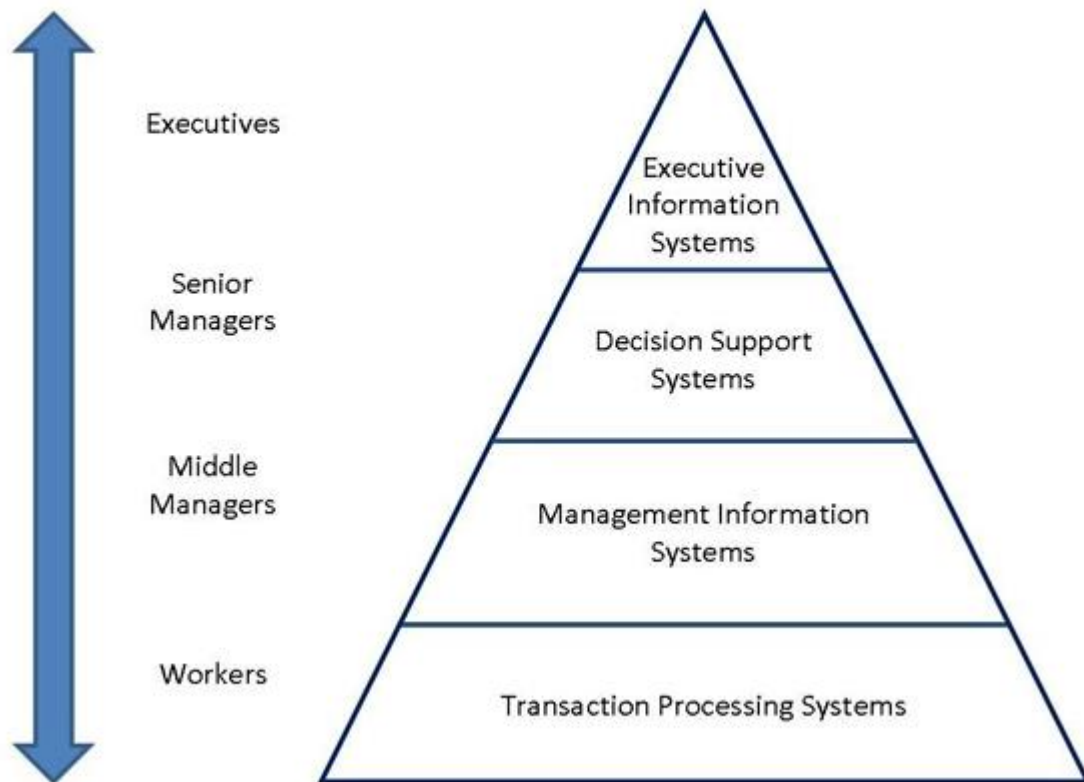 Executives
Executive
Information
Systems
Senior
Managers
Decision Support
Systems
Middle
Managers
Management Information
Systems
Workers
Transaction Processing Systems